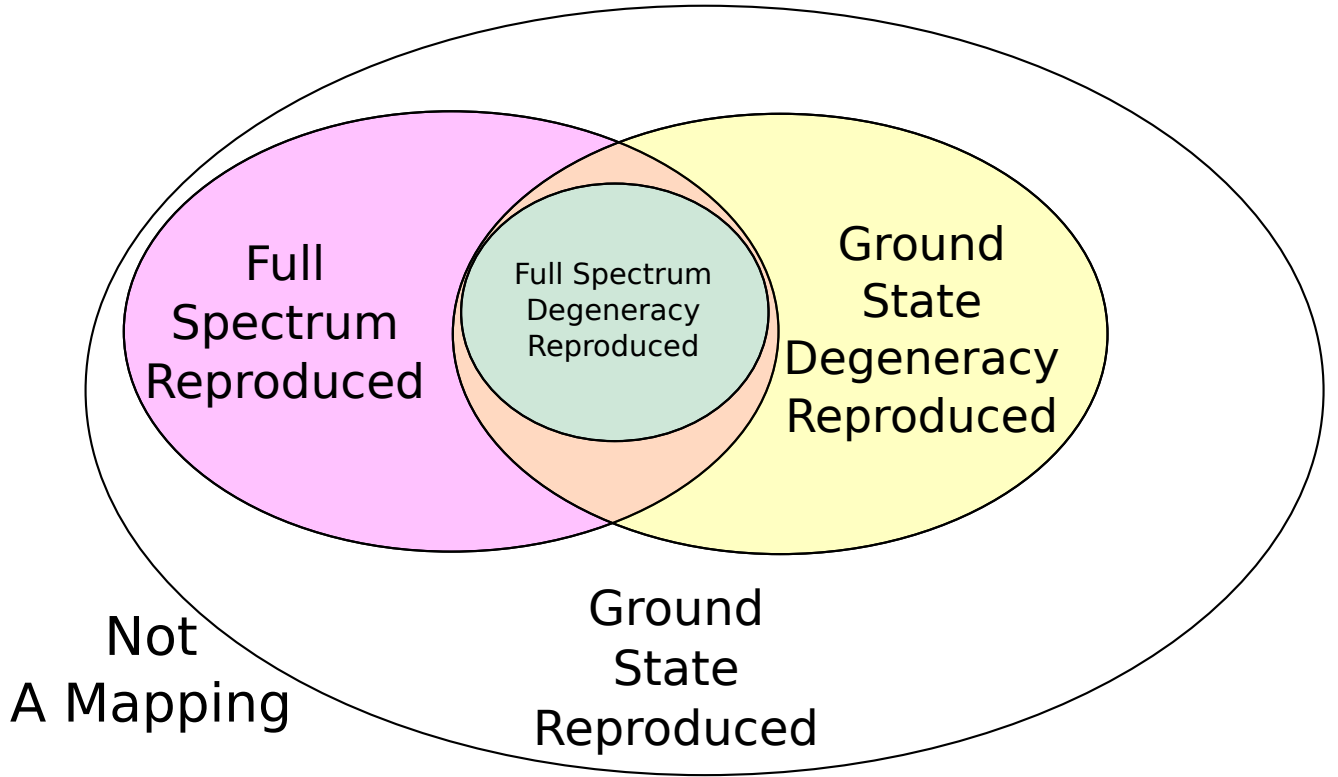 Full
Spectrum
Reproduced
Full Spectrum
Degeneracy
Reproduced
Ground
State
Degeneracy
Reproduced
Ground
State
Reproduced
Not
A Mapping